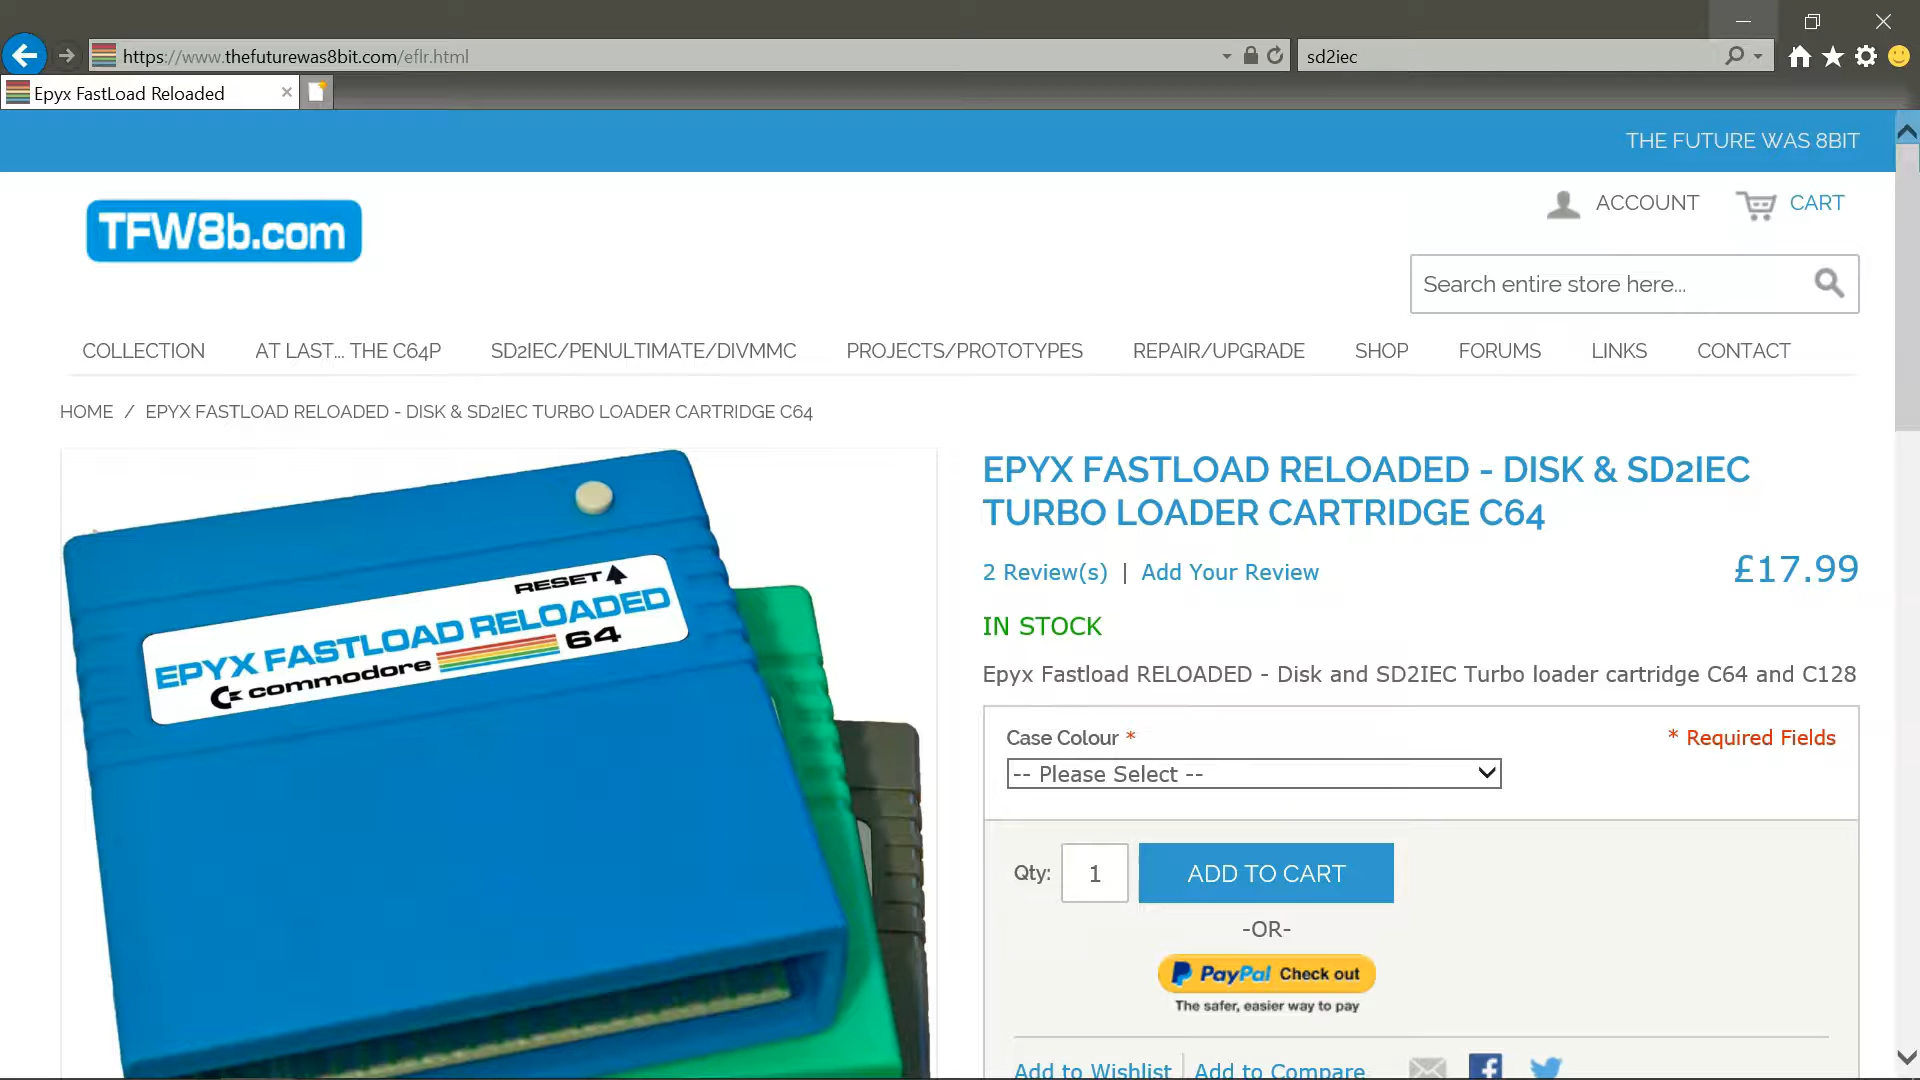 https://www.thefuturewas8bit.com/eflr.html
sd2iec
Epyx FastLoad Reloaded
THE FUTURE WAS 8BIT
TFW8b.com
ACCOUNT
CART
Search entire store here...
COLLECTION
AT LAST... THE C64P
SD2IEC/PENULTIMATE/DIVMMC
PROJECTS/PROTOTYPES
REPAIR/UPGRADE
SHOP
FORUMS
LINKS
CONTACT
HOME / EPYX FASTLOAD RELOADED - DISK & SD2IEC TURBO LOADER CARTRIDGE C64
RESET
EPYX FASTLOAD RELOADED
commodore 64
EPYX FASTLOAD RELOADED - DISK & SD2IEC
TURBO LOADER CARTRIDGE C64
2 Review(s) | Add Your Review
£17.99
IN STOCK
Epyx Fastload RELOADED - Disk and SD2IEC Turbo loader cartridge C64 and C128
Case Colour *
* Required Fields
-- Please Select --
Qty: 1
ADD TO CART
-OR-
PayPal Check out
The safer, easier way to pay
Add to Wishlist
Add to Compare